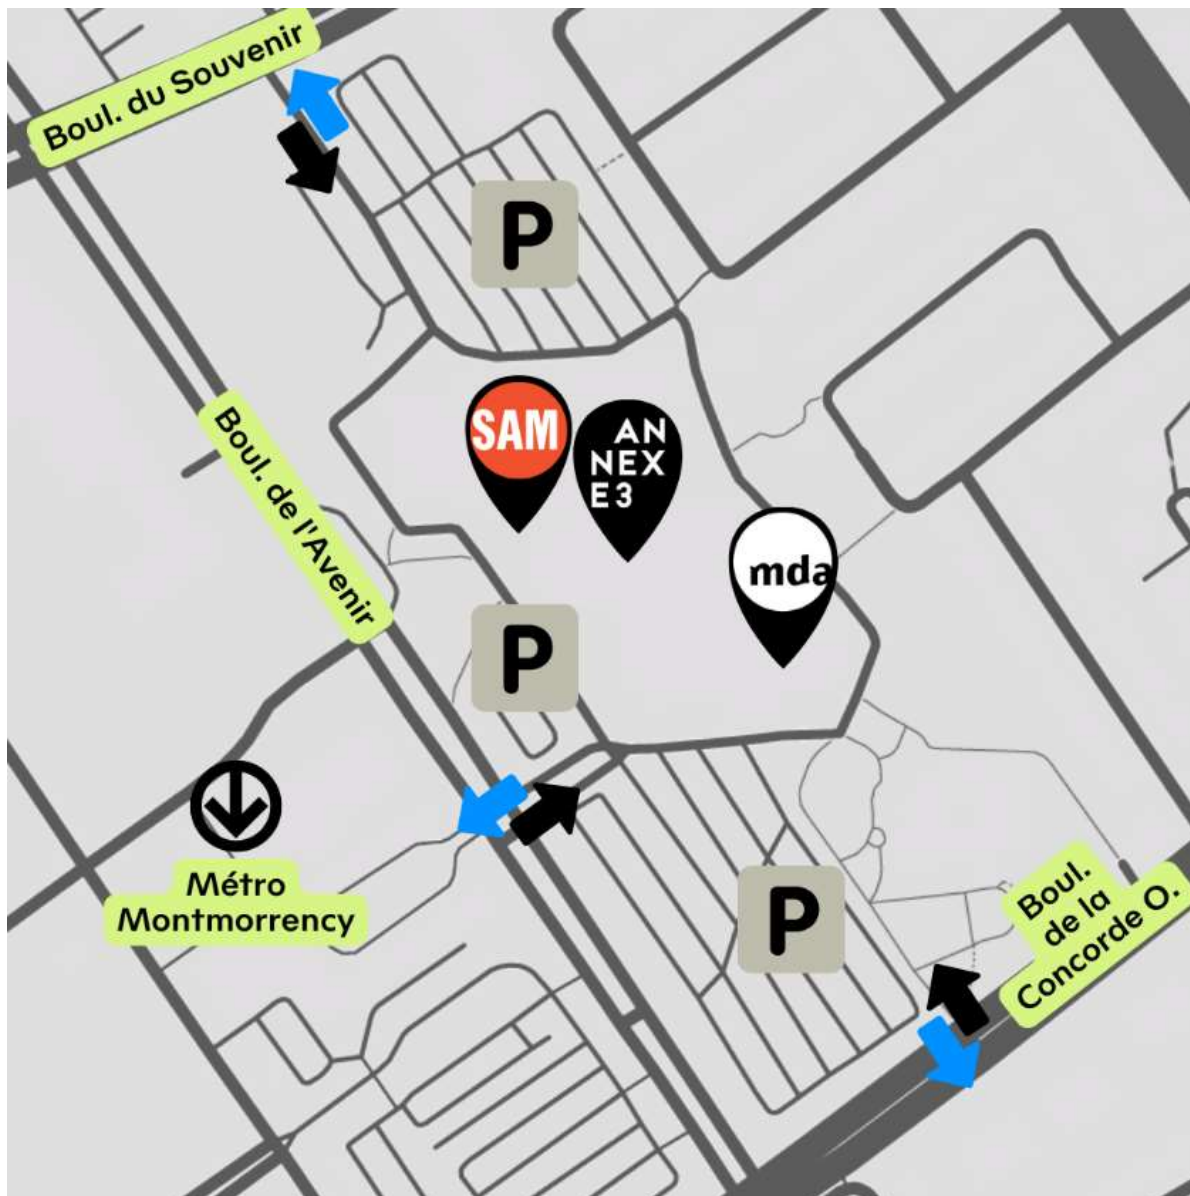 Boul. du Souvenir
P
SAM
AN
NEX
E3
Boul. de l'Avenir
mda
P
Métro
Montmorrency
P
Boul.
de la
Concorde O.